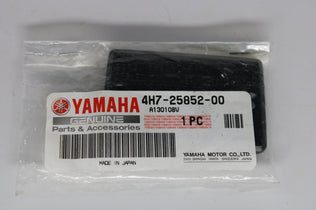 YAMAHA 4H7-25852-00
GENUINE A130108V
Parts & Accessories 1 PC
MADE IN JAPAN YAMAHA MOTOR CO.,LTD.